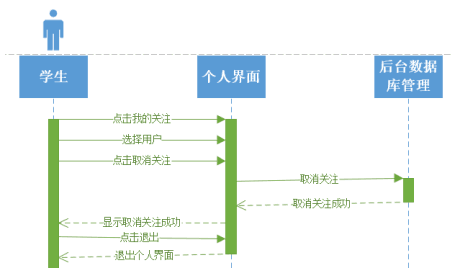 学生
个人界面
后台数据
库管理
点击我的关注
选择用户
点击取消关注
取消关注
取消关注成功
显示取消关注成功
点击退出
退出个人界面